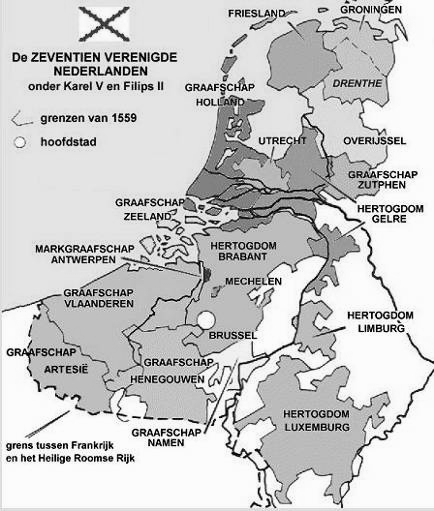 De ZEVENTIEN VERENIGDE
NEDERLANDEN
onder Karel V en Filips II
grenzen van 1559
hoofdstad
FRIESLAND
GRONINGEN
DRENTHE
GRAAFSCHAP
HOLLAND
UTRECHT
OVERIJSSEL
GRAAFSCHAP
ZUTPHEN
GRAAFSCHAP
ZEELAND
HERTOGDOM
GELRE
MARKGRAAFSCHAP
ANTWERPEN
HERTOGDOM
BRABANT
MECHELEN
GRAAFSCHAP
VLAANDEREN
BRUSSEL
HERTOGDOM
LIMBURG
GRAAFSCHAP
ARTESIË
GRAAFSCHAP
HENEGOUWEN
HERTOGDOM
LUXEMBURG
GRAAFSCHAP
NAMEN
grens tussen Frankrijk
en het Heilige Roomse Rijk